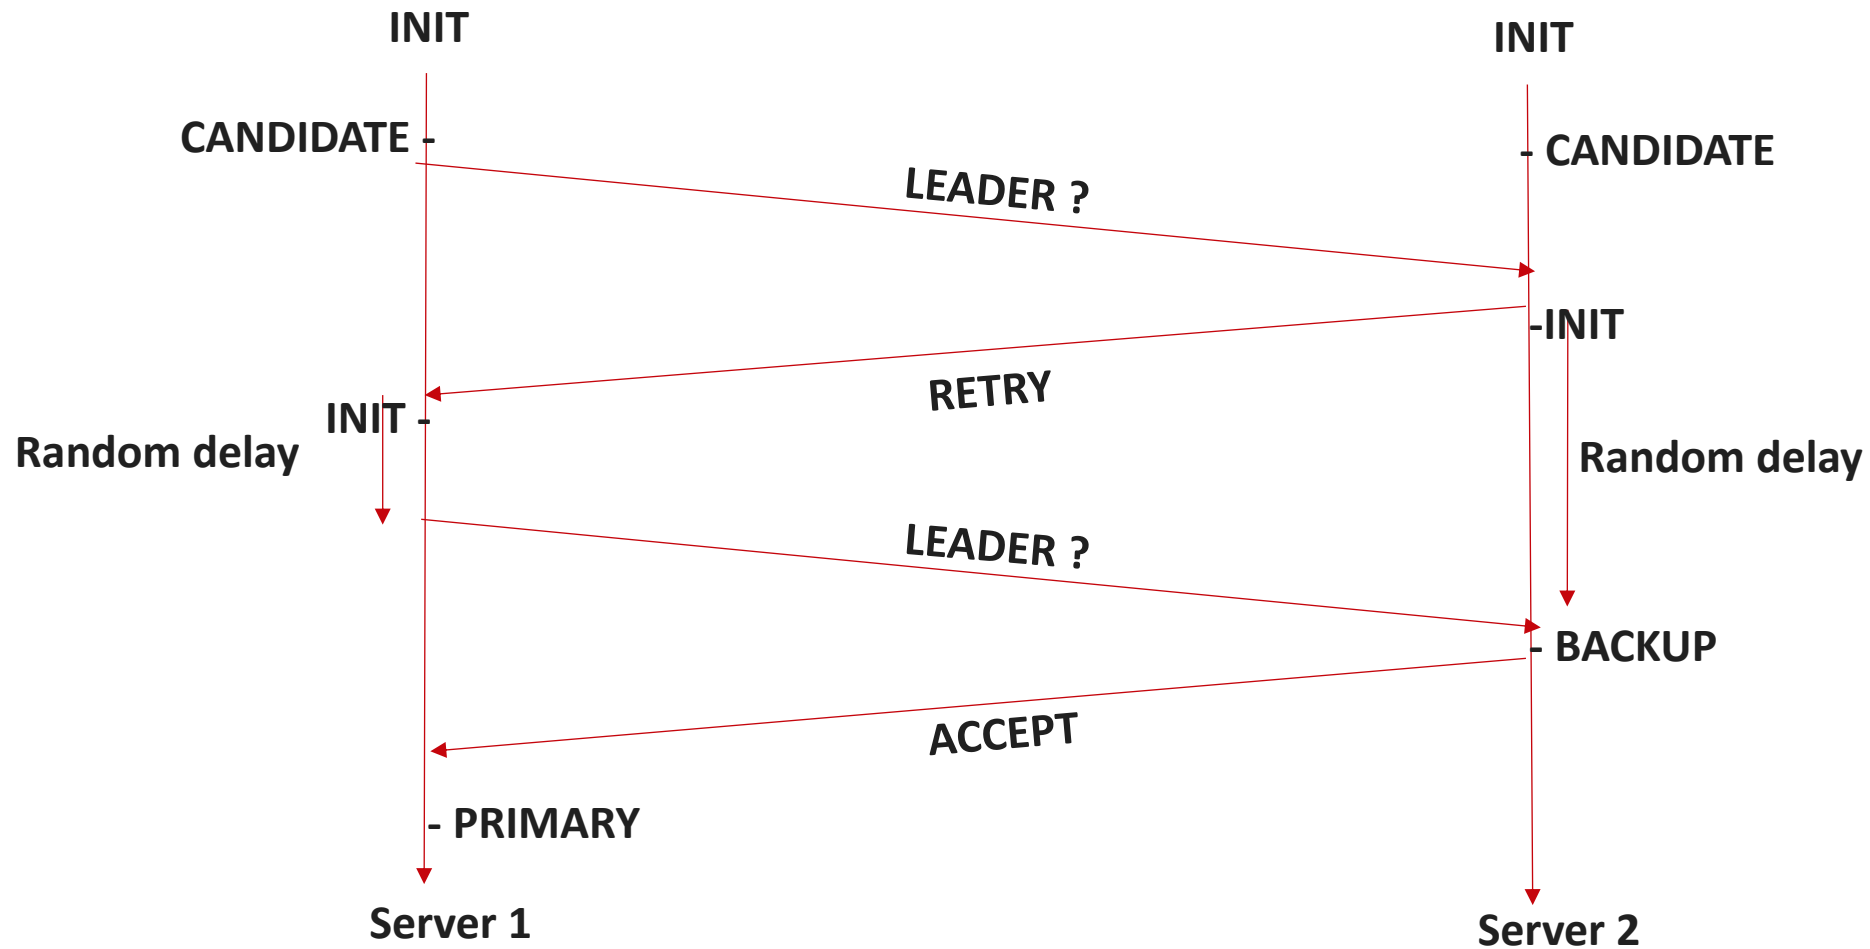 INIT
INIT
CANDIDATE -
- CANDIDATE
LEADER ?
-INIT
RETRY
INIT -
Random delay
Random delay
LEADER ?
- BACKUP
ACCEPT
- PRIMARY
Server 1
Server 2